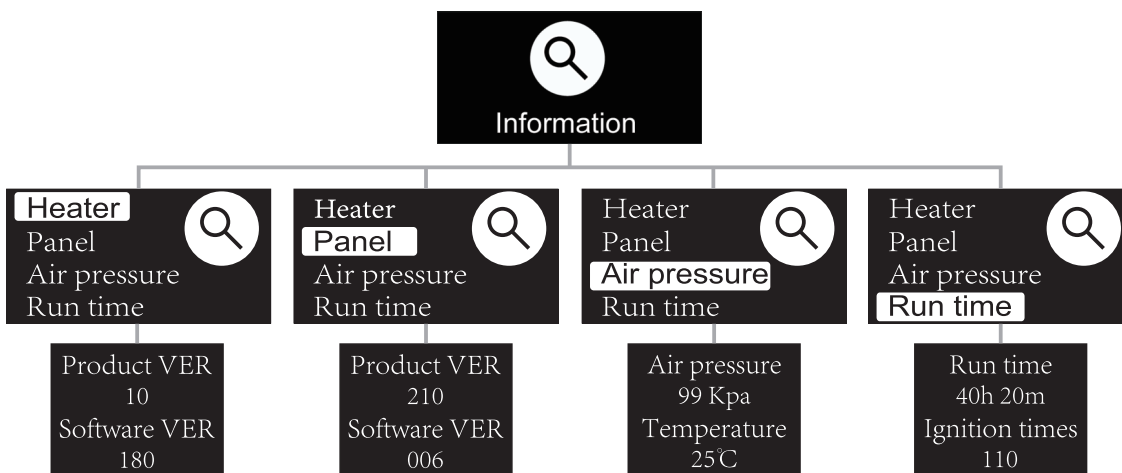 Information
Heater
Panel
Air pressure
Run time
Heater
Panel
Air pressure
Run time
Heater
Panel
Air pressure
Run time
Heater
Panel
Air pressure
Run time
Product VER
10
Software VER
180
Product VER
210
Software VER
006
Air pressure
99 Kpa
Temperature
25℃
Run time
40h 20m
Ignition times
110